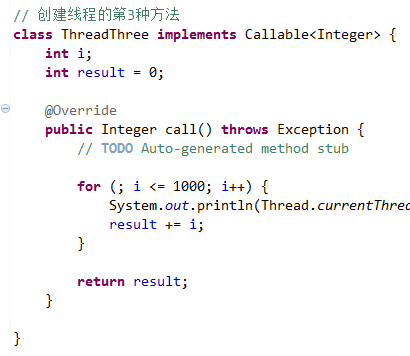 // 创建线程的第3种方法
class ThreadThree implements Callable<Integer> {
int i;
int result = 0;
@Override
public Integer call() throws Exception {
// TODO Auto-generated method stub
for (; i <= 1000; i++) {
System.out.println(Thread.currentThre
result += i;
}
return result;
}
}